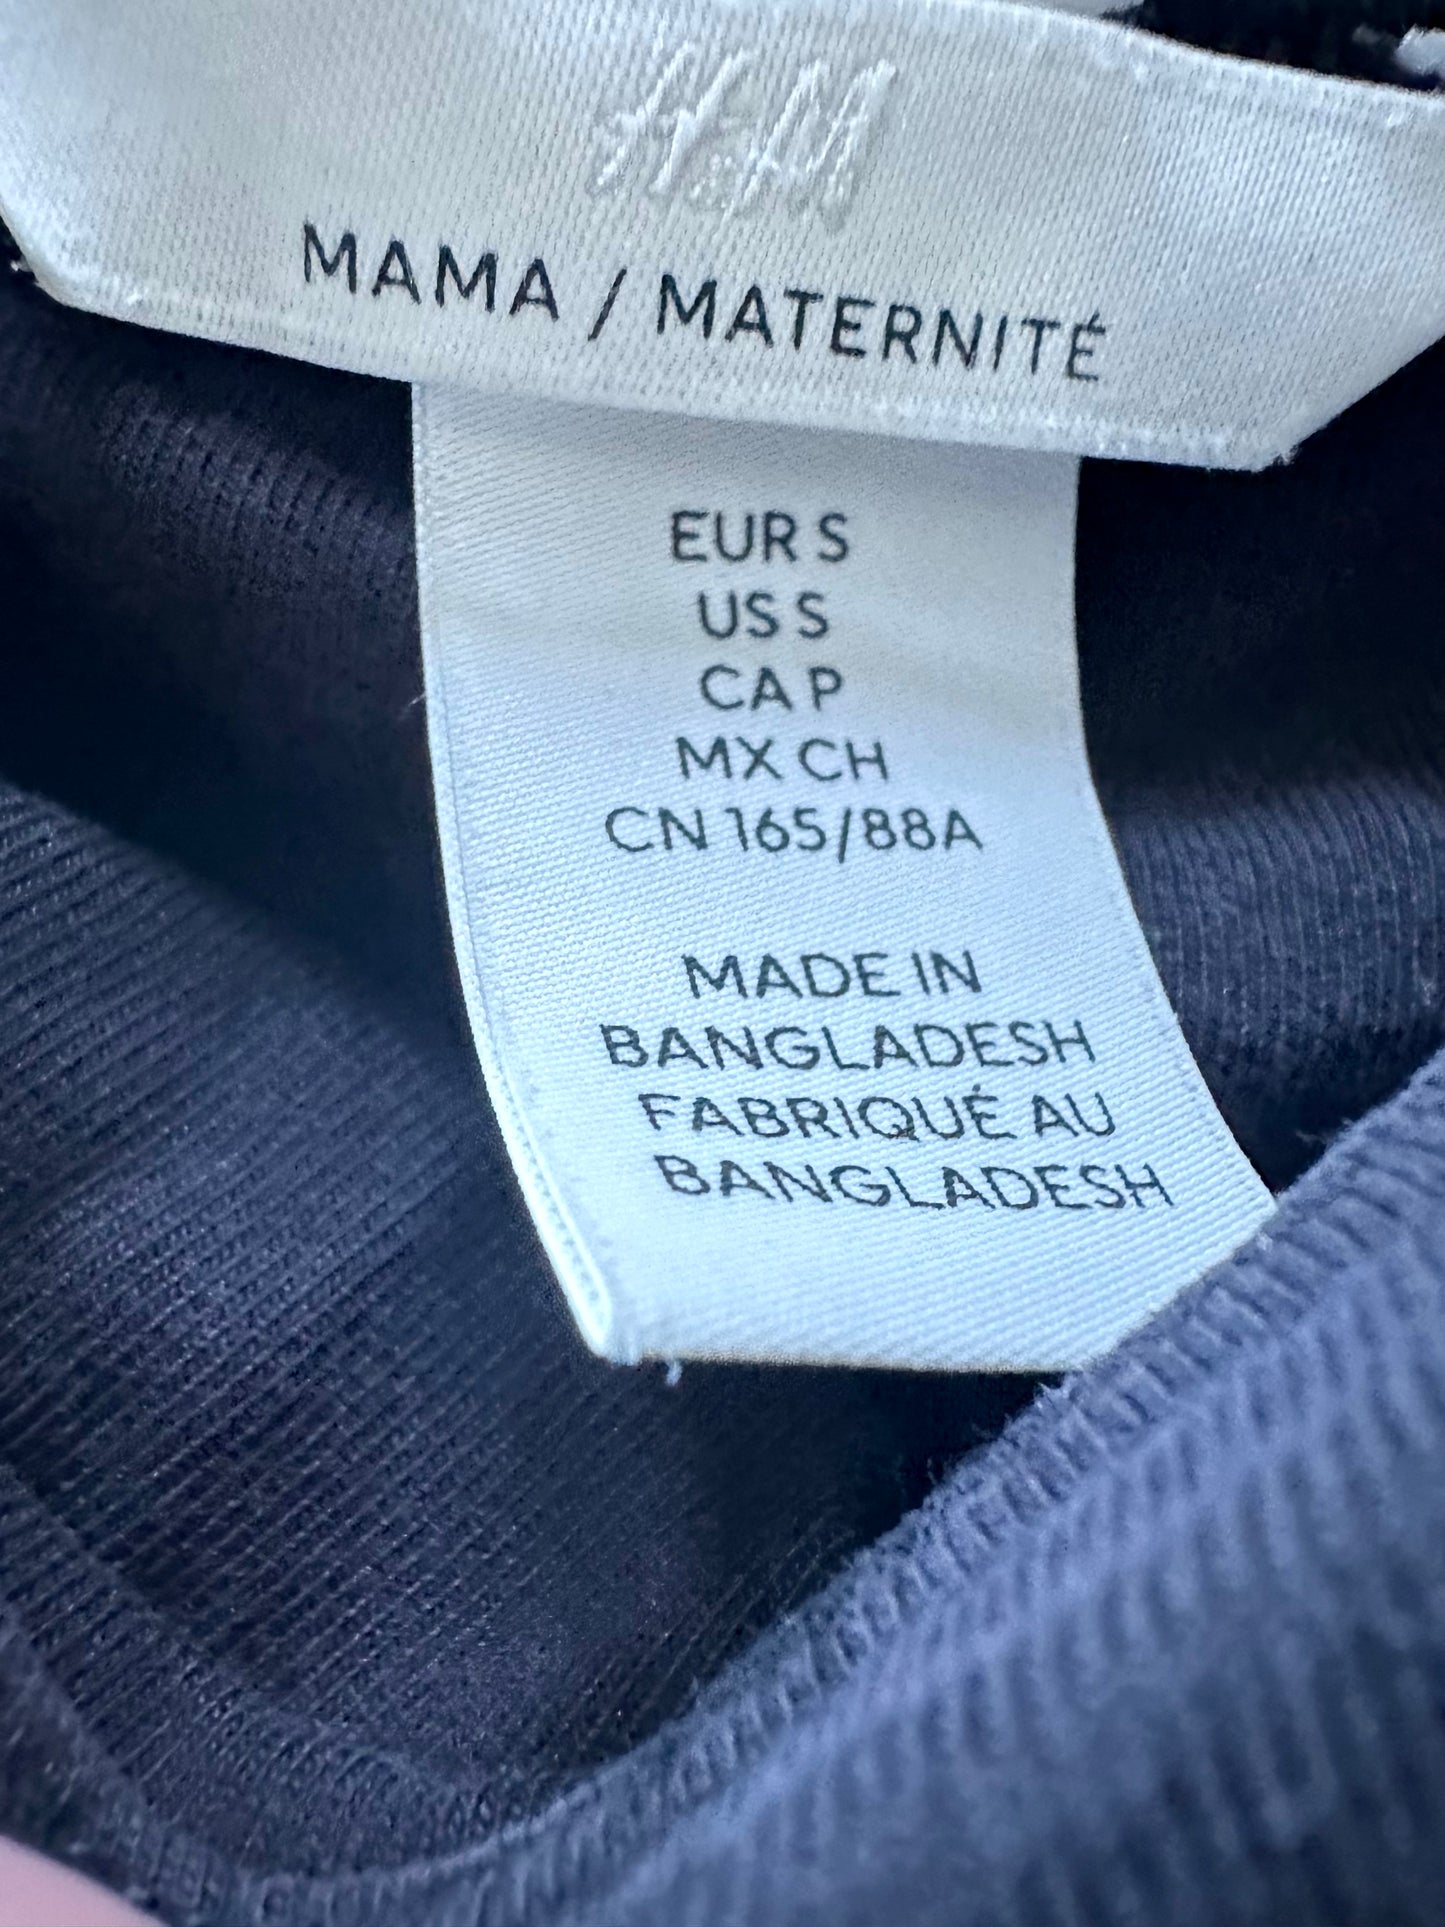 H&M
MAMA / MATERNITÉ
EUR S
US S
CA P
MX CH
CN 165/88A
MADE IN
BANGLADESH
FABRIQUÉ AU
BANGLADESH